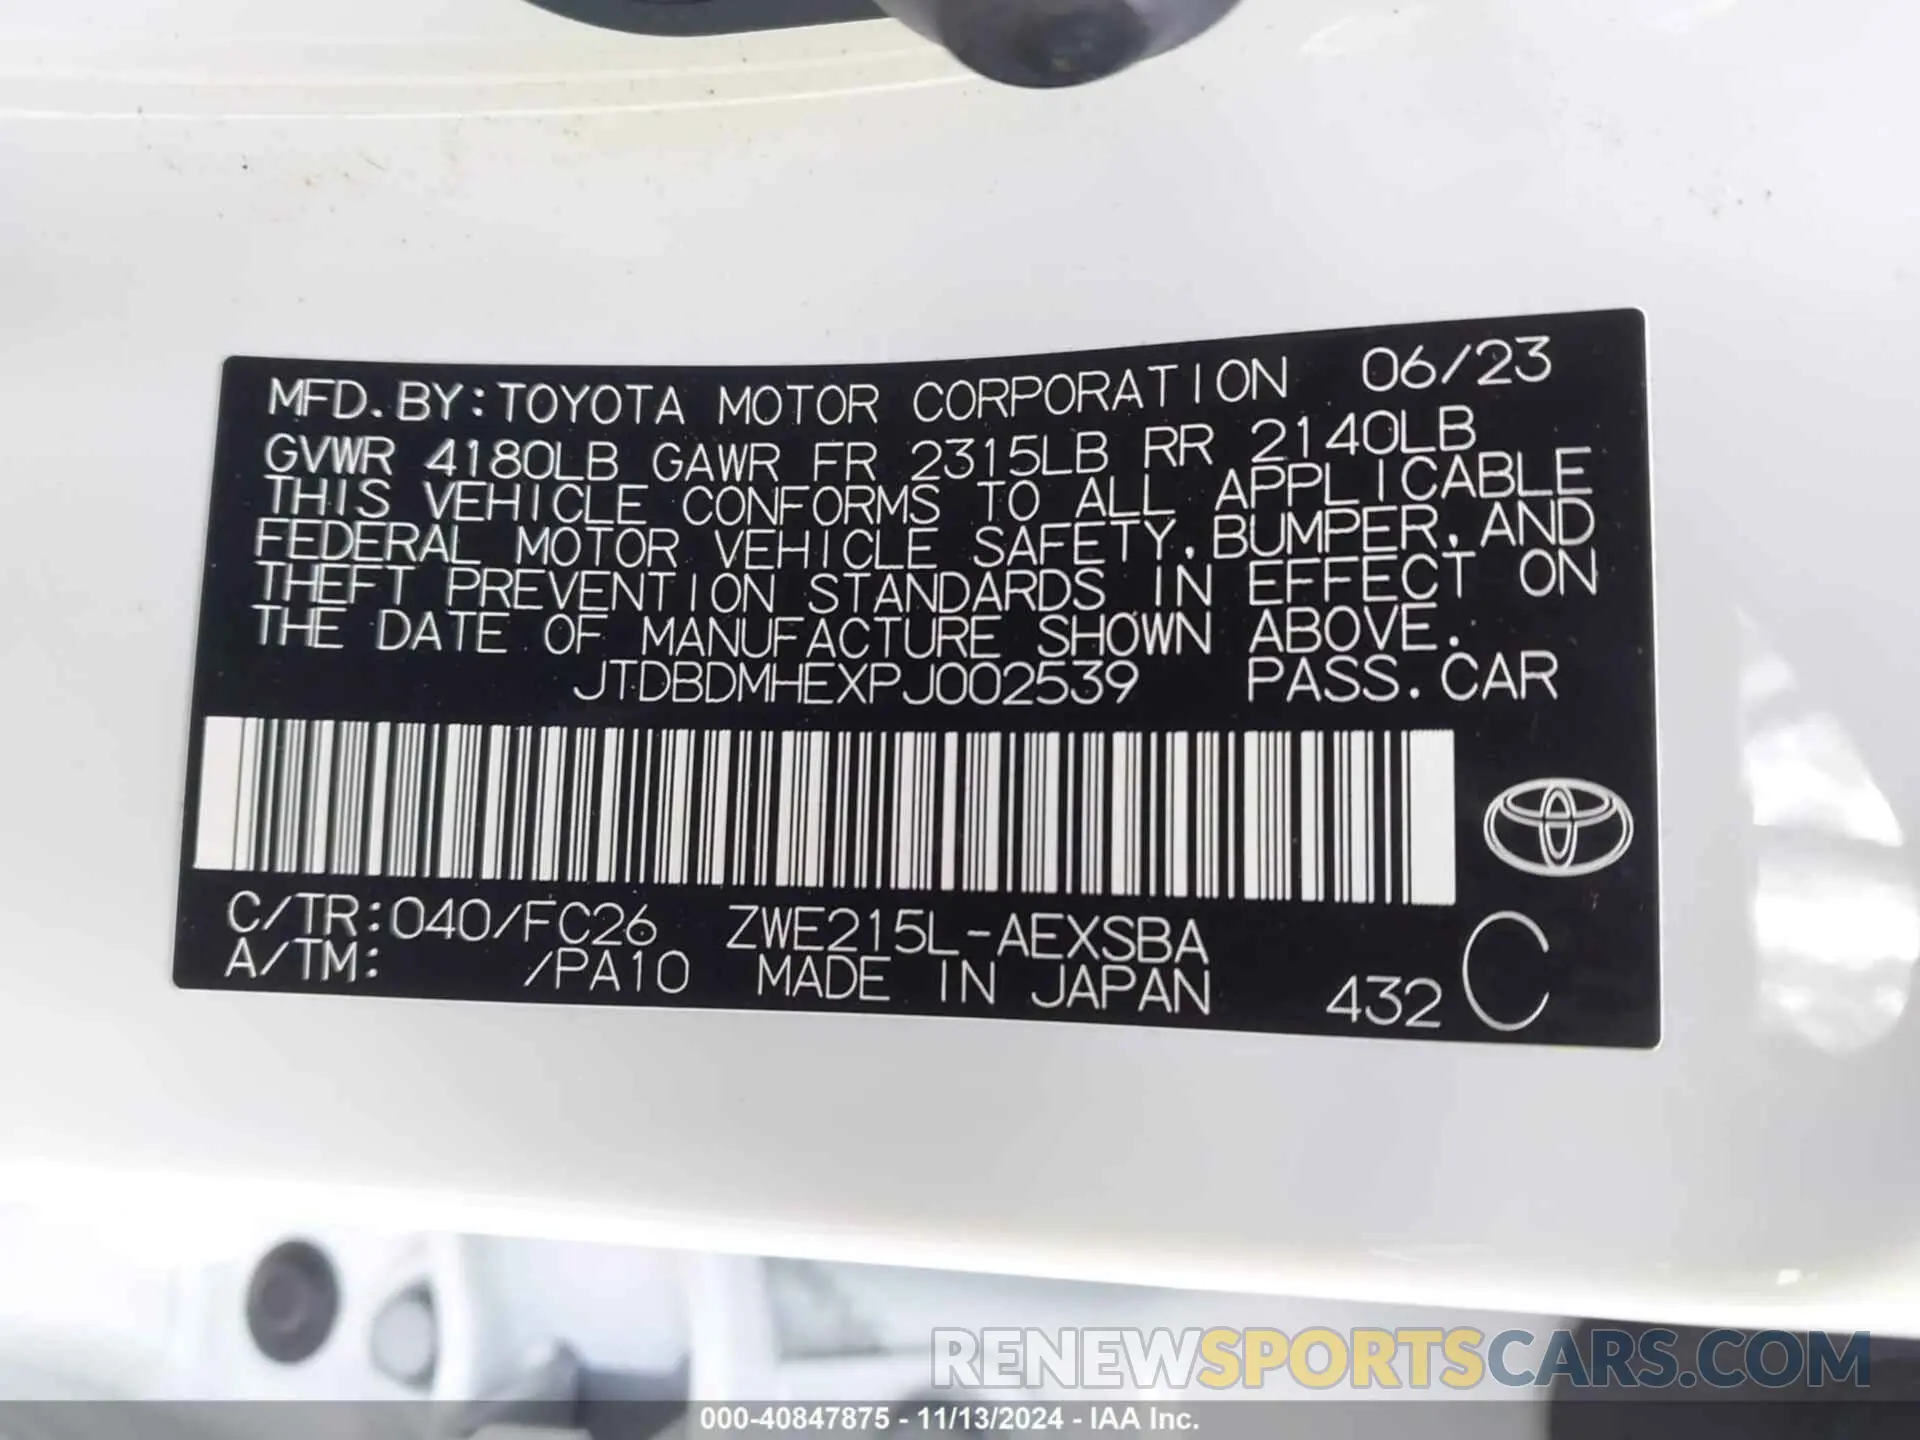 MFD. BY: TOYOTA MOTOR CORPORATION 06/23
GVWR 4180LB GAWR FR 2315LB RR 2140LB
THIS VEHICLE CONFORMS TO ALL APPLICABLE
FEDERAL MOTOR VEHICLE SAFETY, BUMPER, AND
THEFT PREVENTION STANDARDS IN EFFECT ON
THE DATE OF MANUFACTURE SHOWN ABOVE.
JTDBDMHEXPJ002539 PASS. CAR
C/TR: 040/FC26 ZWE215L-AEXSBA
A/TM: /PA10 MADE IN JAPAN 432 C
RENEWSPORTSCARS.COM
000-40847875 - 11/13/2024 - IAA Inc.